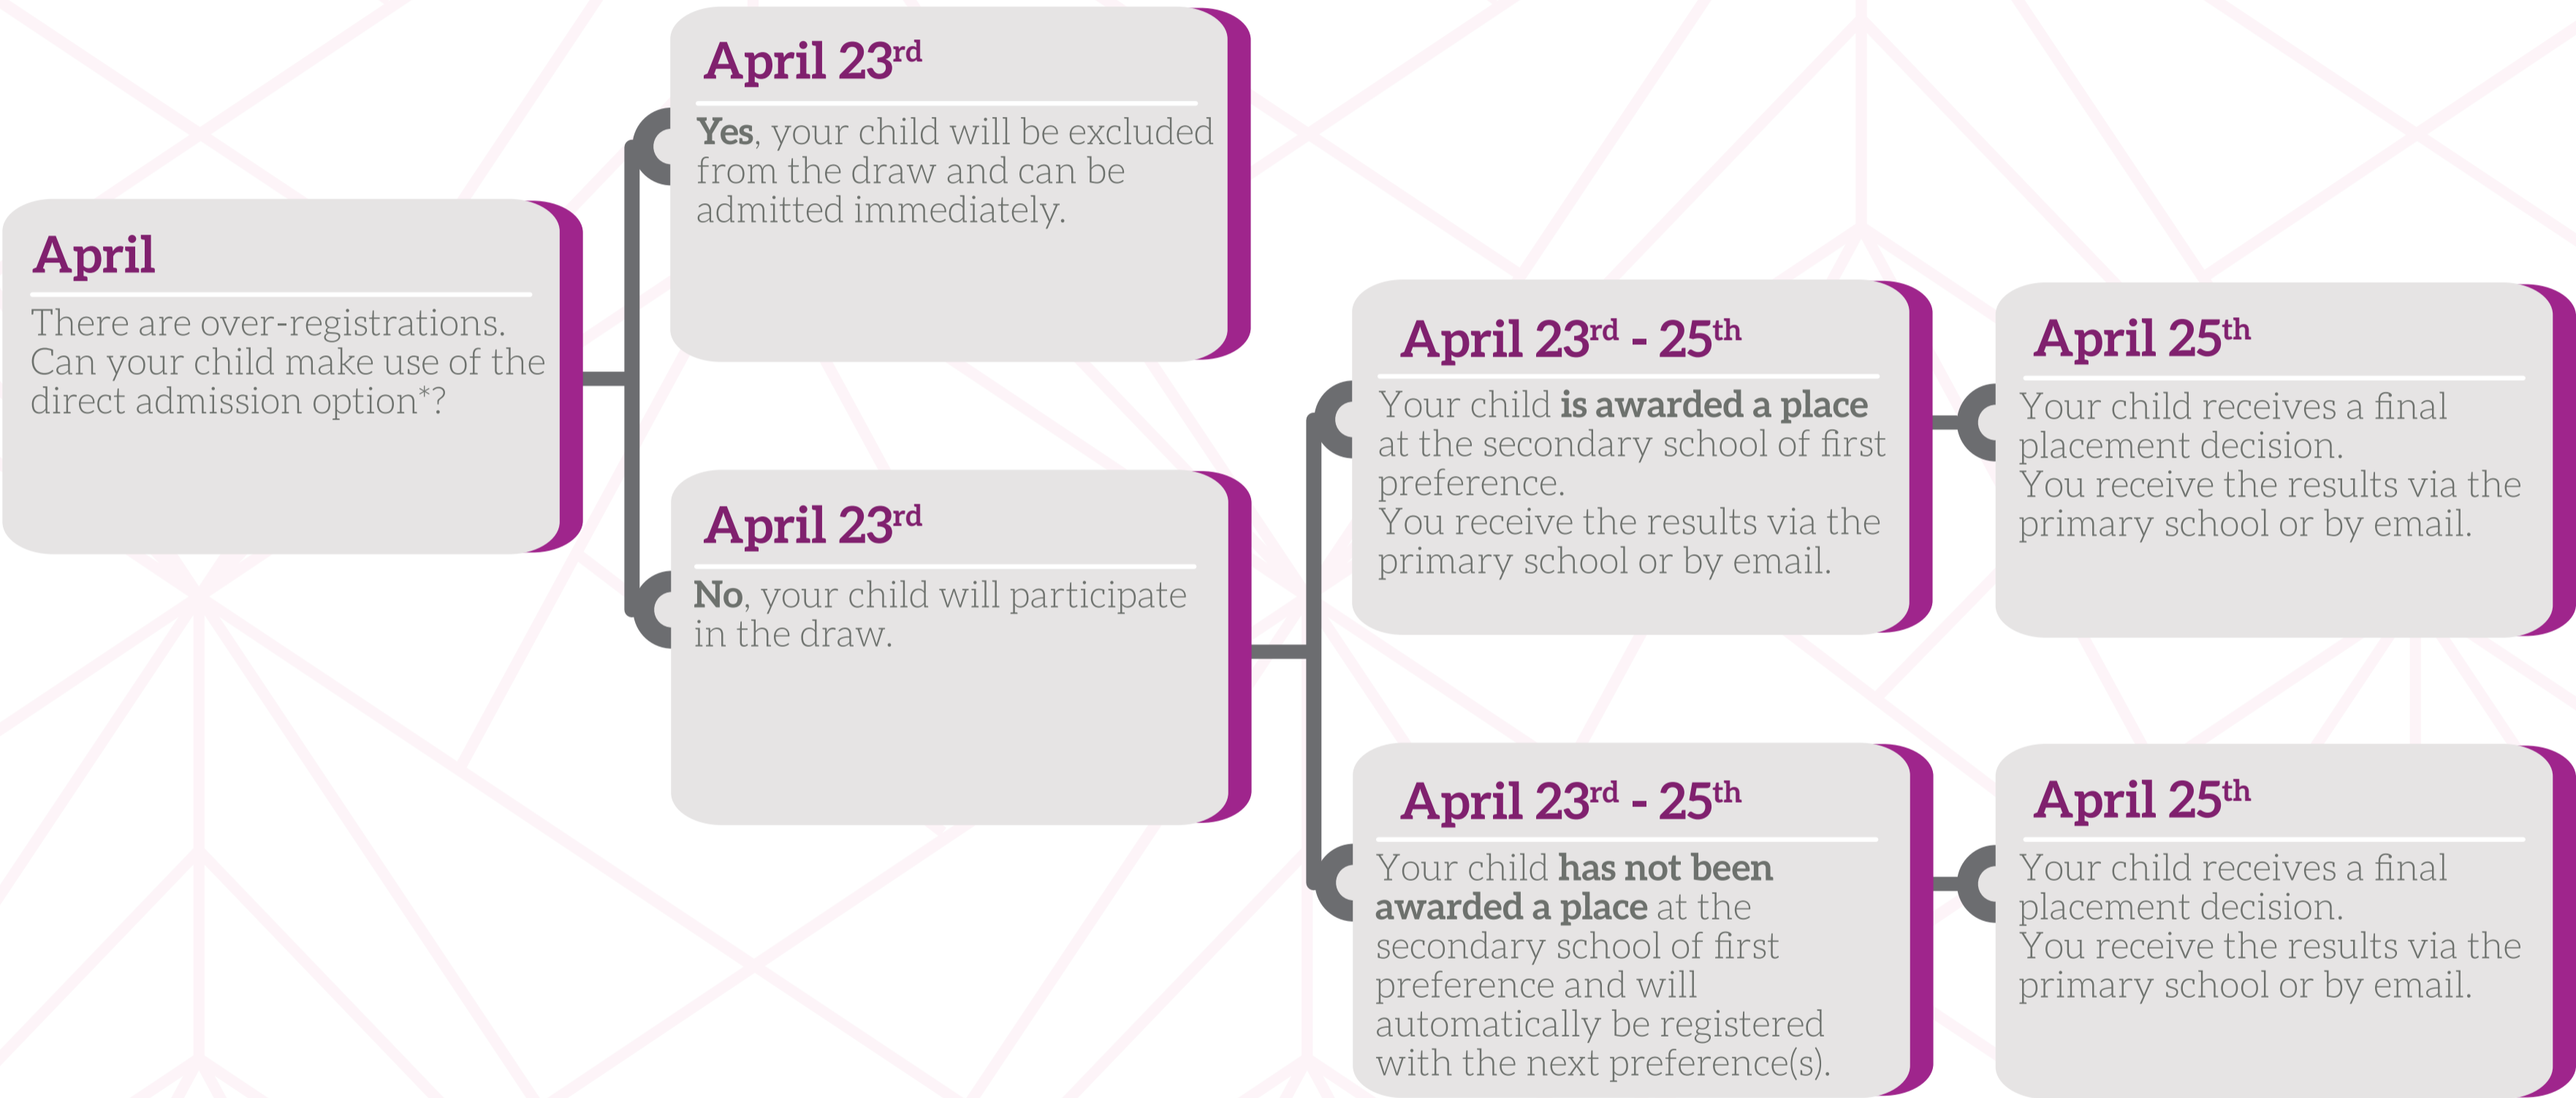 April
There are over-registrations.
Can your child make use of the
direct admission option*?
April 23rd
Yes, your child will be excluded
from the draw and can be
admitted immediately.
April 23rd
No, your child will participate
in the draw.
April 23rd - 25th
Your child is awarded a place
at the secondary school of first
preference.
You receive the results via the
primary school or by email.
April 25th
Your child receives a final
placement decision.
You receive the results via the
primary school or by email.
April 23rd - 25th
Your child has not been
awarded a place at the
secondary school of first
preference and will
automatically be registered
with the next preference(s).
April 25th
Your child receives a final
placement decision.
You receive the results via the
primary school or by email.